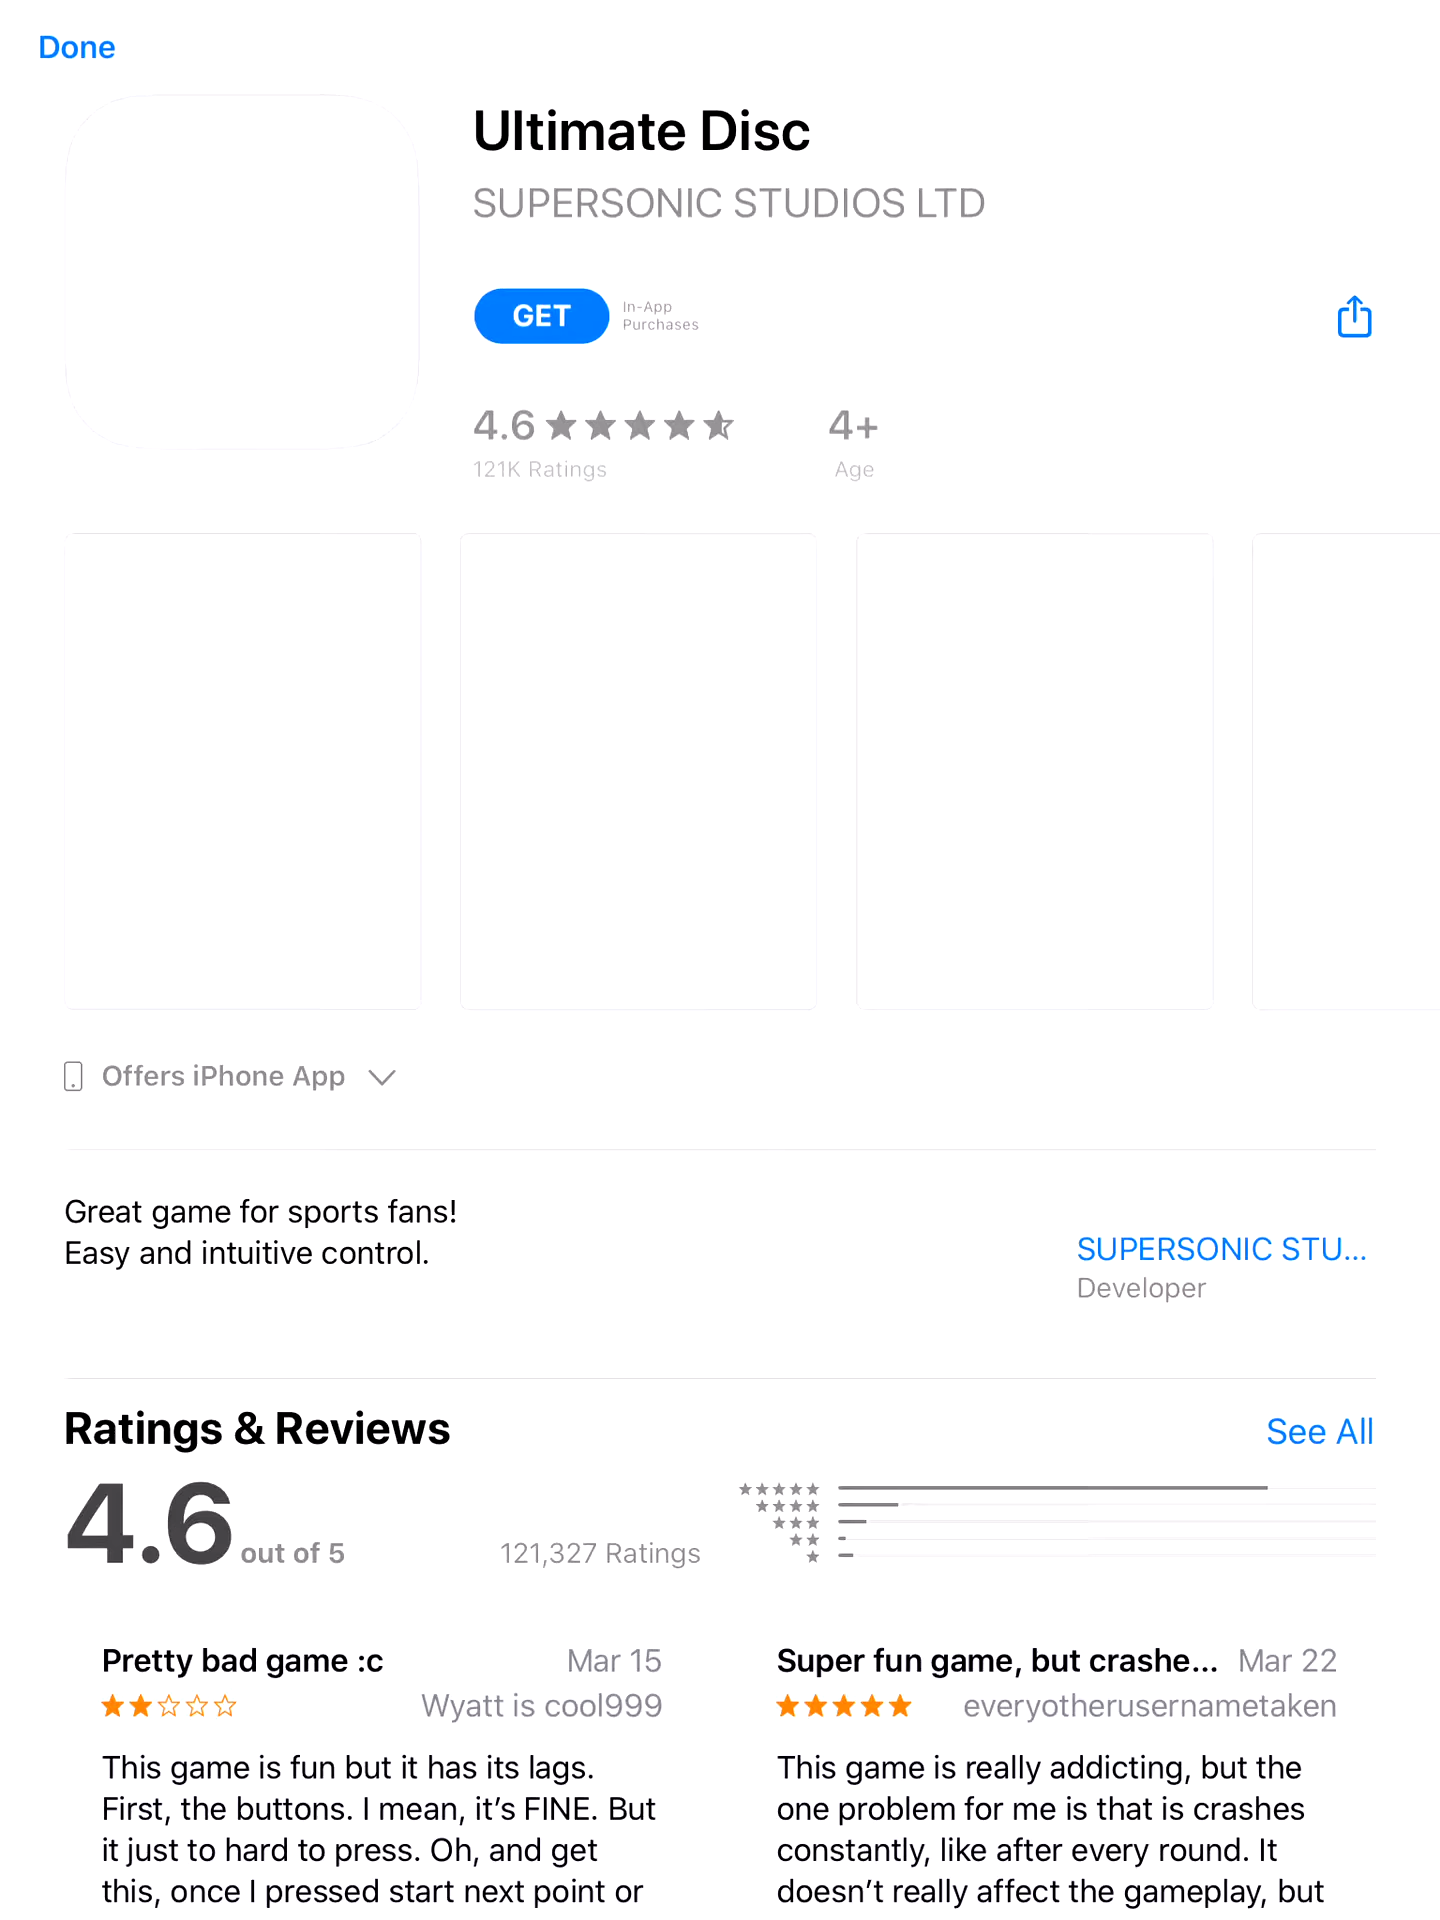 Done
Ultimate Disc
SUPERSONIC STUDIOS LTD
GET
In-App
Purchases
4.6
4+
121K Ratings
Age
Offers iPhone App
Great game for sports fans!
Easy and intuitive control.
SUPERSONIC STU...
Developer
Ratings & Reviews
See All
4.6 out of 5
121,327 Ratings
Pretty bad game :c
Mar 15
Wyatt is cool999
This game is fun but it has its lags.
First, the buttons. I mean, it’s FINE. But
it just to hard to press. Oh, and get
this, once I pressed start next point or
Super fun game, but crashe...
Mar 22
everyotherusernametaken
This game is really addicting, but the
one problem for me is that is crashes
constantly, like after every round. It
doesn’t really affect the gameplay, but